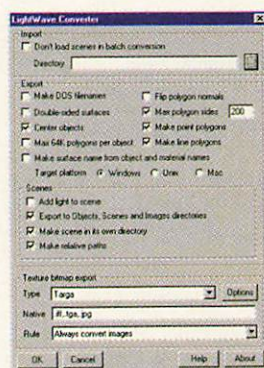 LightWave Converter
Import
Don't load scenes in batch conversion
Directory
Export
Make DOS filenames
Flip polygon normals
Double-sided surfaces
Max polygon sides 200
Center objects
Make point polygons
Max 64K polygons per object
Make line polygons
Make surface name from object and material names
Target platform Windows Unix Mac
Scenes
Add light to scene
Export to Objects, Scenes and Images directories
Make scene in its own directory
Make relative paths
Texture bitmap export
Type Targa Options
Native .iff,.tga,.jpg
Rule Always convert images
OK Cancel Help About